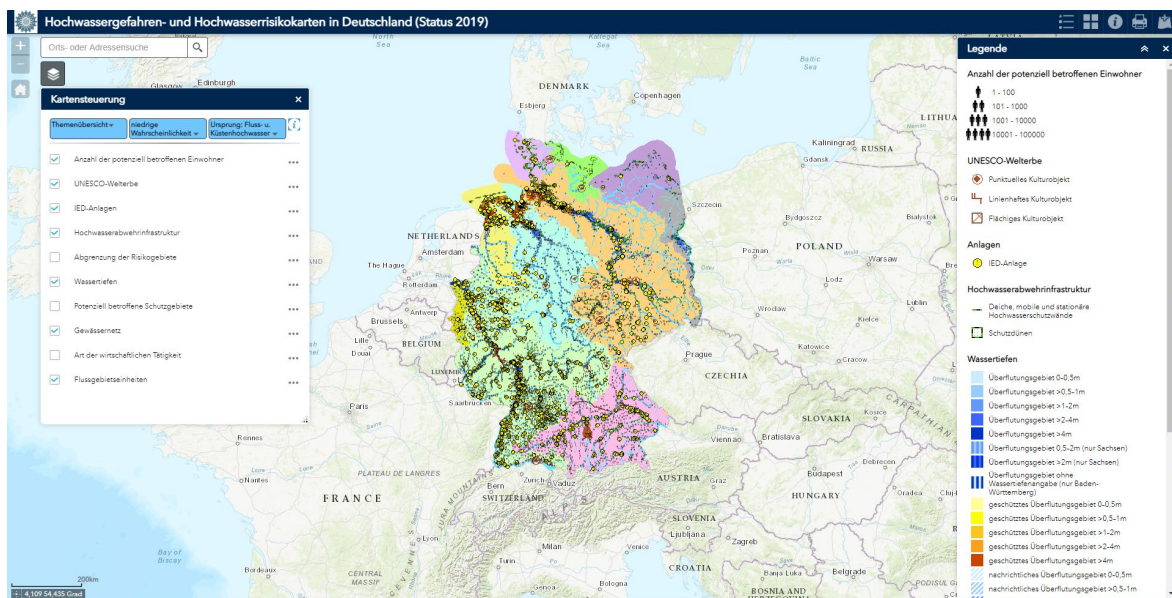 Hochwassergefahren- und Hochwasserrisikokarten in Deutschland (Status 2019)
Orts- oder Adressensuche
Kartensteuerung
Themenübersicht
niedrige
Wahrscheinlichkeit
Ursprung: Fluss- u.
Küstenhochwasser
Anzahl der potenziell betroffenen Einwohner
UNESCO-Welterbe
IED-Anlagen
Hochwasserabwehrinfrastruktur
Abgrenzung der Risikogebiete
Wassertiefen
Potenziell betroffene Schutzgebiete
Gewässernetz
Art der wirtschaftlichen Tätigkeit
Flussgebietseinheiten
North
Sea
Baltic
Sea
Glasgow
Edinburgh
DENMARK
Esbjerg
Copenhagen
Kaliningrad
RUSSIA
Gdansk
Szczecin
Bydgoszcz
Bialystok
NETHERLANDS
Amsterdam
The Hague
Rotterdam
Poznan
POLAND
Warsaw
Lodz
Brussels
Antwerp
Wroclaw
Lublin
Kielce
Lille
Douai
BELGIUM
Katowice
Cracow
Prague
CZECHIA
Paris
Saarbrücken
SLOVAKIA
Kosice
CARPATHIAN
Rennes
Vienna
Bratislava
Nantes
PLATEAU DE LANGRES
JURA MOUNTAINS
Debrecen
Budapest
Bern
Zurich
Vaduz
AUSTRIA
Graz
FRANCE
SWITZERLAND
HUNGARY
Oradea
SLOVENIA
Ljubljana
Zagreb
Lyon
Milan
Venice
Bay of
Biscay
Bordeaux
CENTRAL
MASSIF
Turin
Po
CROATIA
Banja Luka
Belgrade
Genoa
Bologna
BOSNIA AND
200km
4,109 54,435 Grad
Legende
Anzahl der potenziell betroffenen Einwohner
1 - 100
101 - 1000
1001 - 10000
10001 - 100000
UNESCO-Welterbe
Punktuelles Kulturobjekt
Linienhaftes Kulturobjekt
Flächiges Kulturobjekt
Anlagen
IED-Anlage
Hochwasserabwehrinfrastruktur
Deiche, mobile und stationäre
Hochwasserschutzwände
Schutzdünen
Wassertiefen
Überflutungsgebiet 0-0,5m
Überflutungsgebiet >0,5-1m
Überflutungsgebiet >1-2m
Überflutungsgebiet >2-4m
Überflutungsgebiet >4m
Überflutungsgebiet 0,5-2m (nur Sachsen)
Überflutungsgebiet >2m (nur Sachsen)
Überflutungsgebiet ohne
Wassertiefenangabe (nur Baden-
Württemberg)
geschütztes Überflutungsgebiet 0-0,5m
geschütztes Überflutungsgebiet >0,5-1m
geschütztes Überflutungsgebiet >1-2m
geschütztes Überflutungsgebiet >2-4m
geschütztes Überflutungsgebiet >4m
nachrichtliches Überflutungsgebiet 0-0,5m
nachrichtliches Überflutungsgebiet >0,5-1m